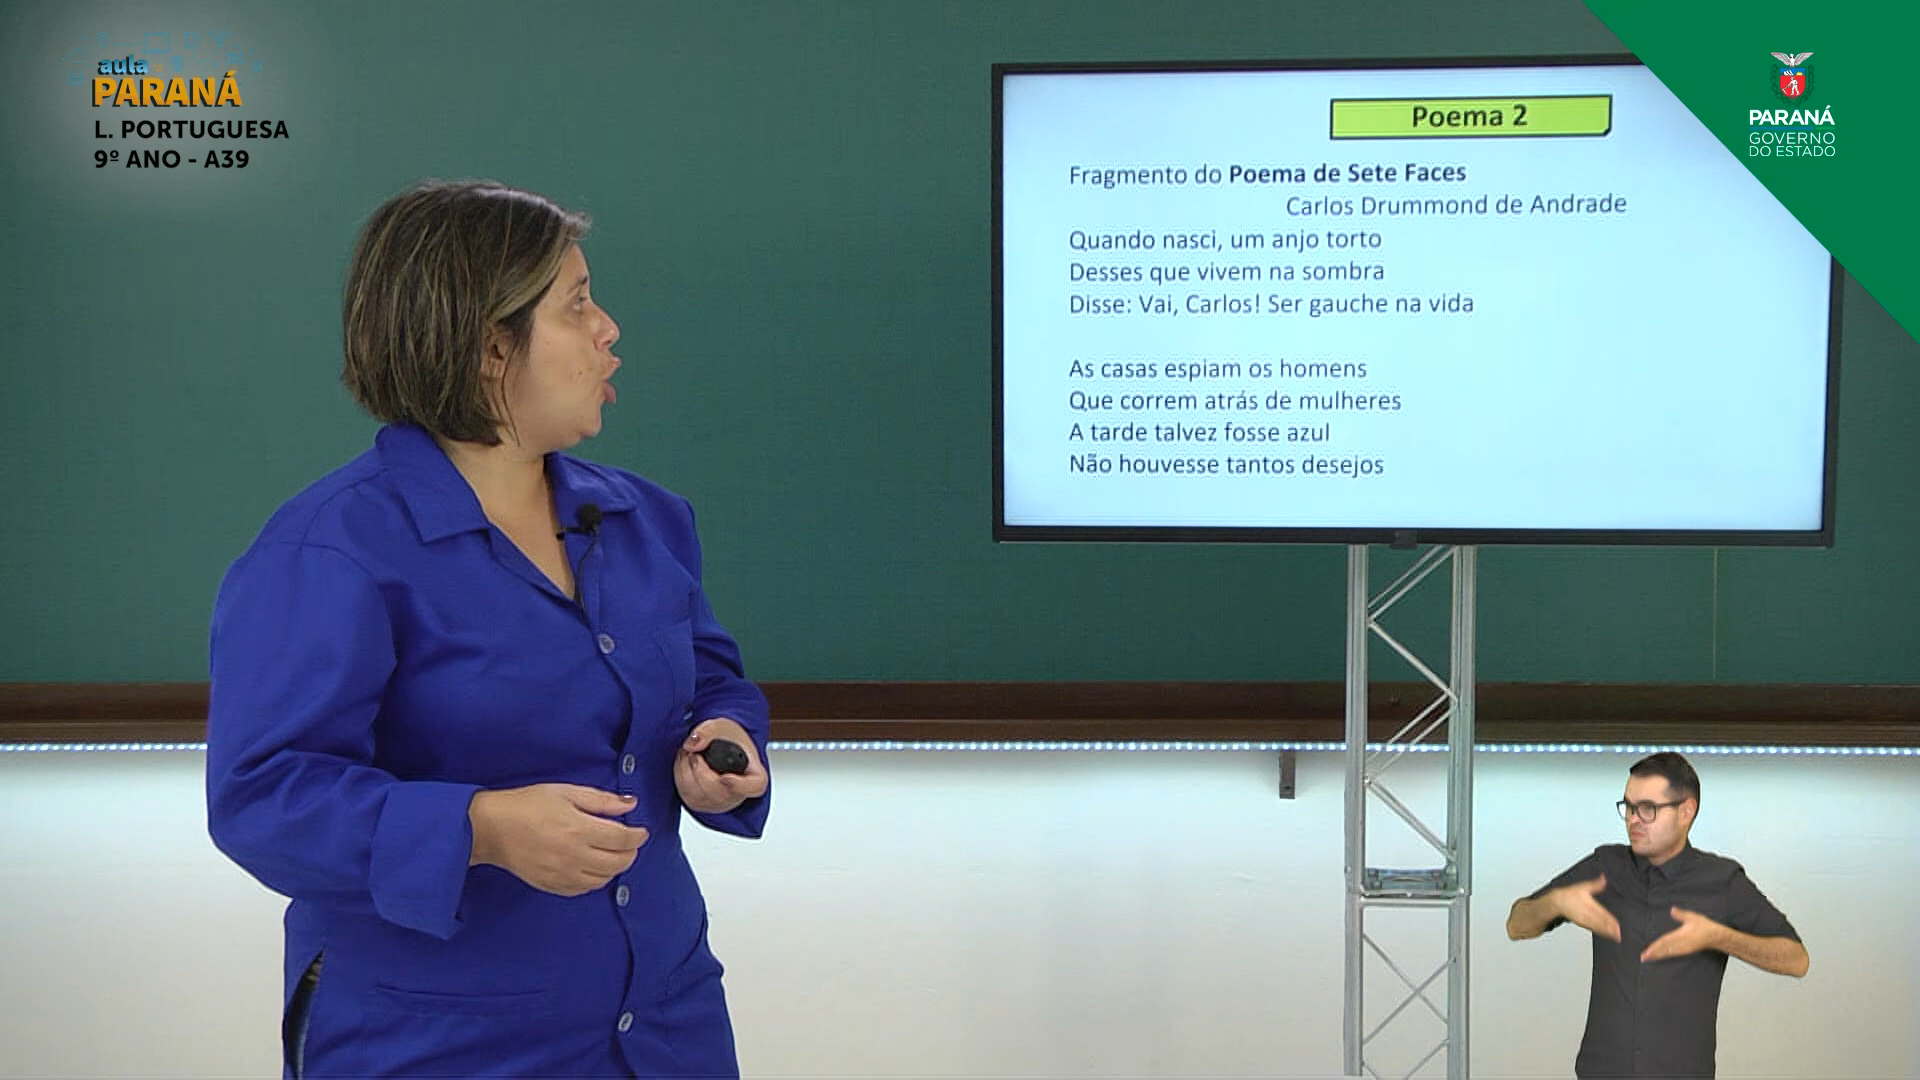 aula
PARANÁ
L. PORTUGUESA
9º ANO - A39
Poema 2
Fragmento do Poema de Sete Faces
Carlos Drummond de Andrade
Quando nasci, um anjo torto
Desses que vivem na sombra
Disse: Vai, Carlos! Ser gauche na vida
As casas espiam os homens
Que correm atrás de mulheres
A tarde talvez fosse azul
Não houvesse tantos desejos
PARANÁ
GOVERNO
DO ESTADO